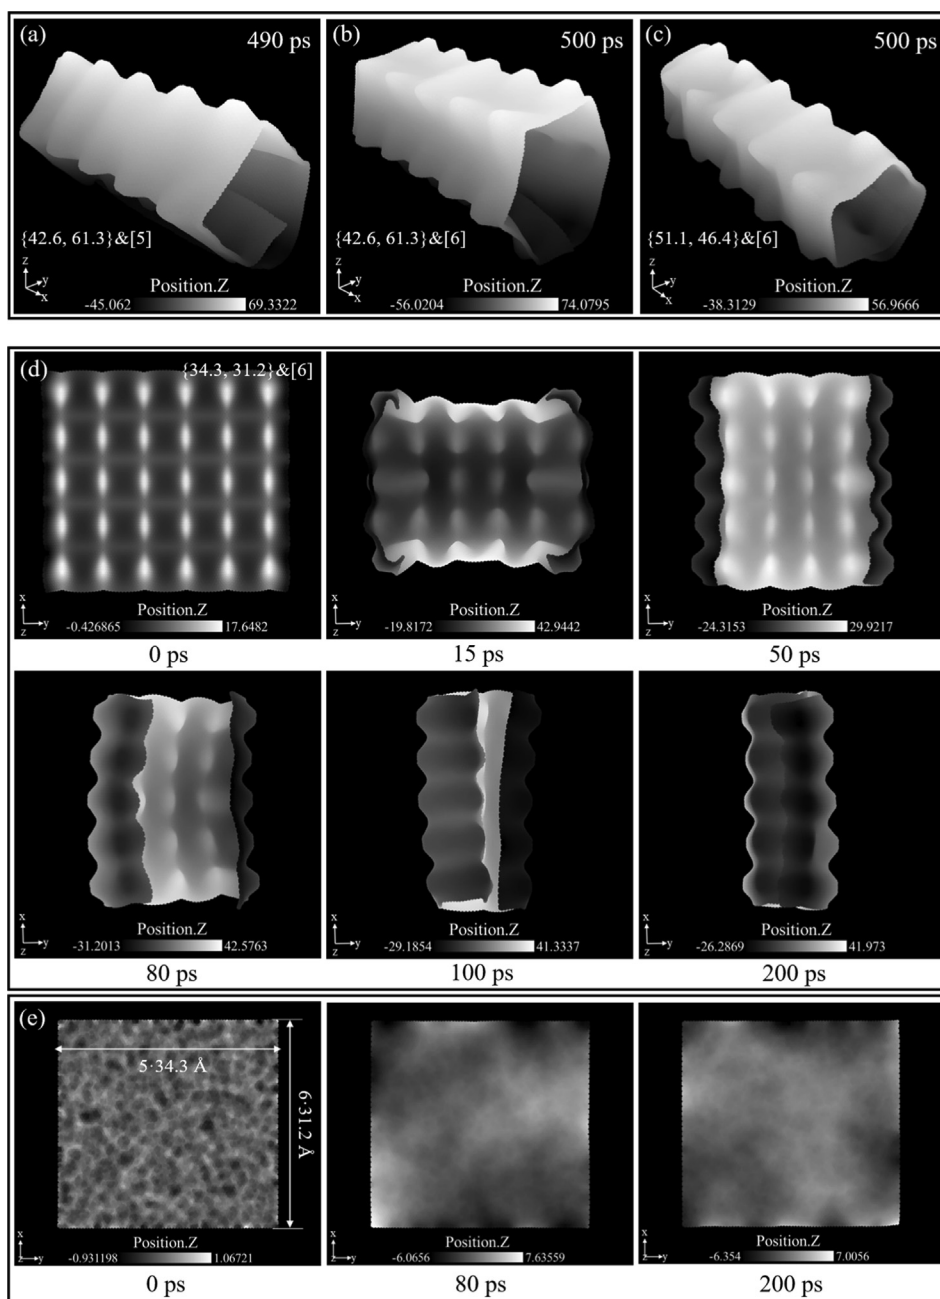 (a) 490 ps
{42.6, 61.3}&[5]
z
y
x
Position.Z
-45.062 69.3322
(b) 500 ps
{42.6, 61.3}&[6]
z
y
x
Position.Z
-56.0204 74.0795
(c) 500 ps
{51.1, 46.4}&[6]
z
y
x
Position.Z
-38.3129 56.9666
(d) {34.3, 31.2}&[6]
x
z y
Position.Z
-0.426865 17.6482
0 ps
x
z y
Position.Z
-19.8172 42.9442
15 ps
x
z y
Position.Z
-24.3153 29.9217
50 ps
x
z y
Position.Z
-31.2013 42.5763
80 ps
x
z y
Position.Z
-29.1854 41.3337
100 ps
x
z y
Position.Z
-26.2869 41.973
200 ps
(e)
5·34.3 Å
6·31.2 Å
x
z y
Position.Z
-0.931198 1.06721
0 ps
x
z y
Position.Z
-6.0656 7.63559
80 ps
x
z y
Position.Z
-6.354 7.0056
200 ps